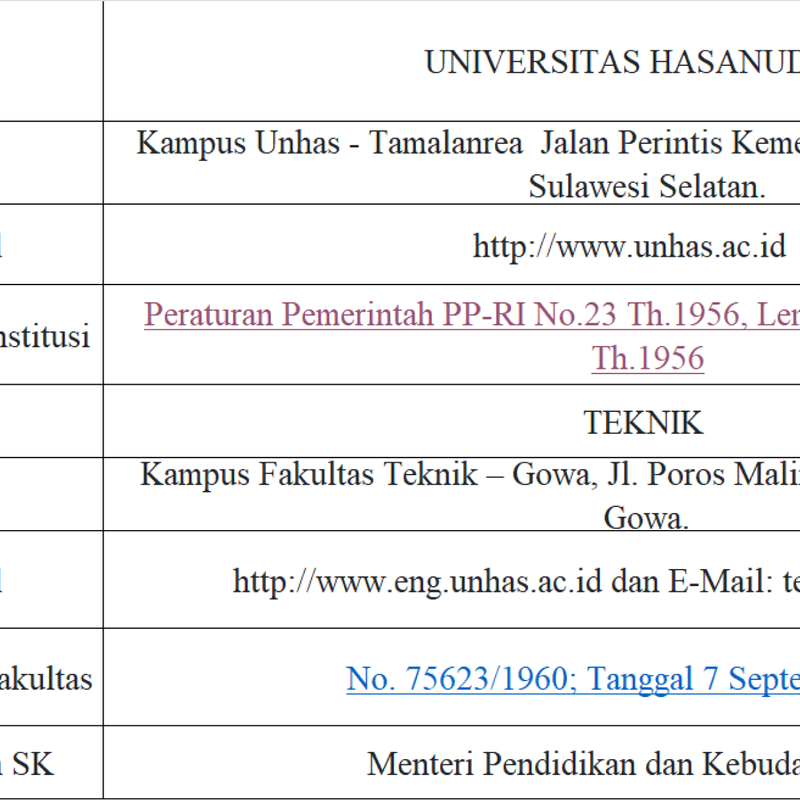 UNIVERSITAS HASANUD
Kampus Unhas - Tamalanrea Jalan Perintis Keme
Sulawesi Selatan.
l
http://www.unhas.ac.id
nstitusi
Peraturan Pemerintah PP-RI No.23 Th.1956, Ler
Th.1956
TEKNIK
Kampus Fakultas Teknik – Gowa, Jl. Poros Mali
Gowa.
l
http://www.eng.unhas.ac.id dan E-Mail: te
akultas
No. 75623/1960; Tanggal 7 Septe
n SK
Menteri Pendidikan dan Kebuda